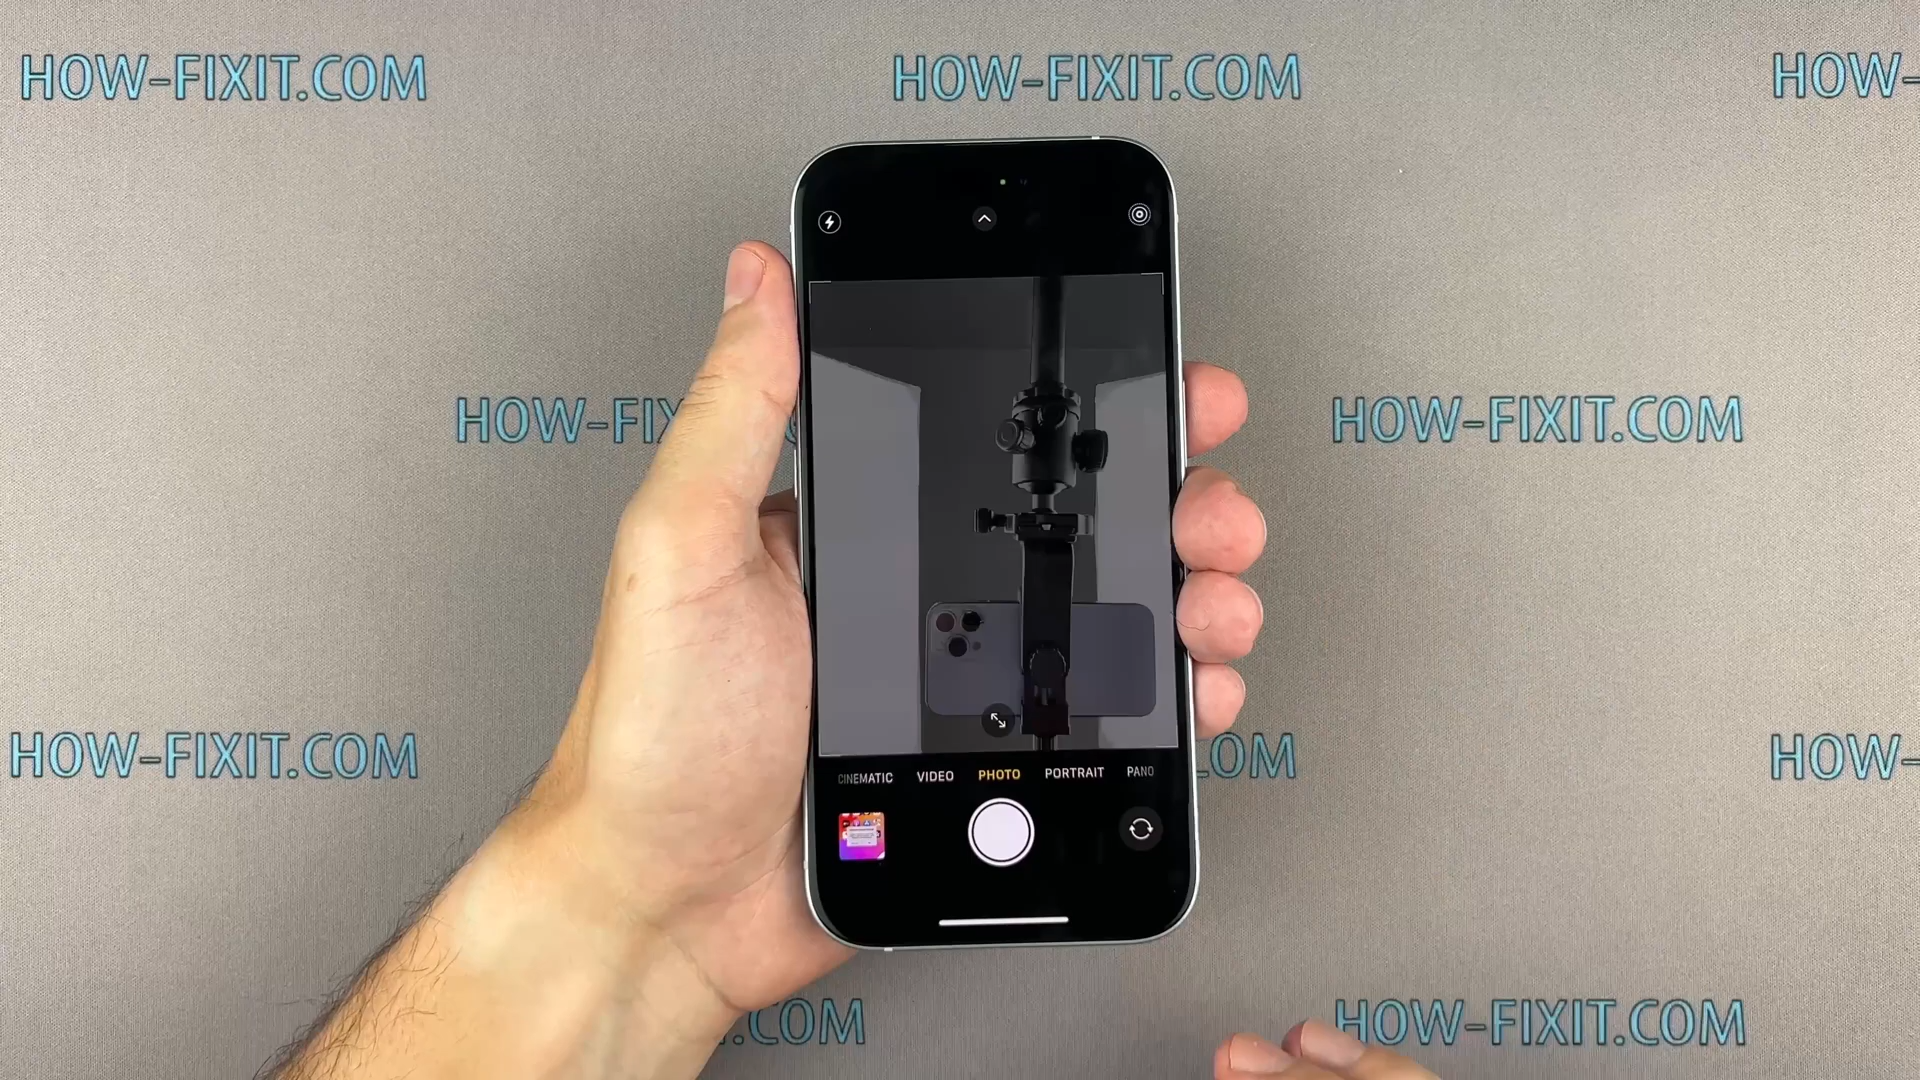 HOW-FIXIT.COM HOW-FIXIT.COM HOW-
HOW-FIX HOW-FIXIT.COM
CINEMATIC VIDEO PHOTO PORTRAIT PANO
HOW-FIXIT.COM .COM HOW-
.COM HOW-FIXIT.COM